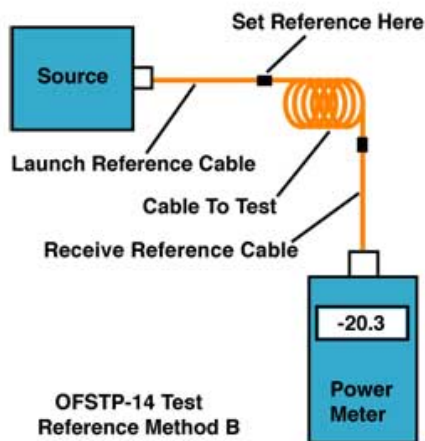 Set Reference Here
Source
Launch Reference Cable
Cable To Test
Receive Reference Cable
-20.3
Power
Meter
OFSTP-14 Test
Reference Method B